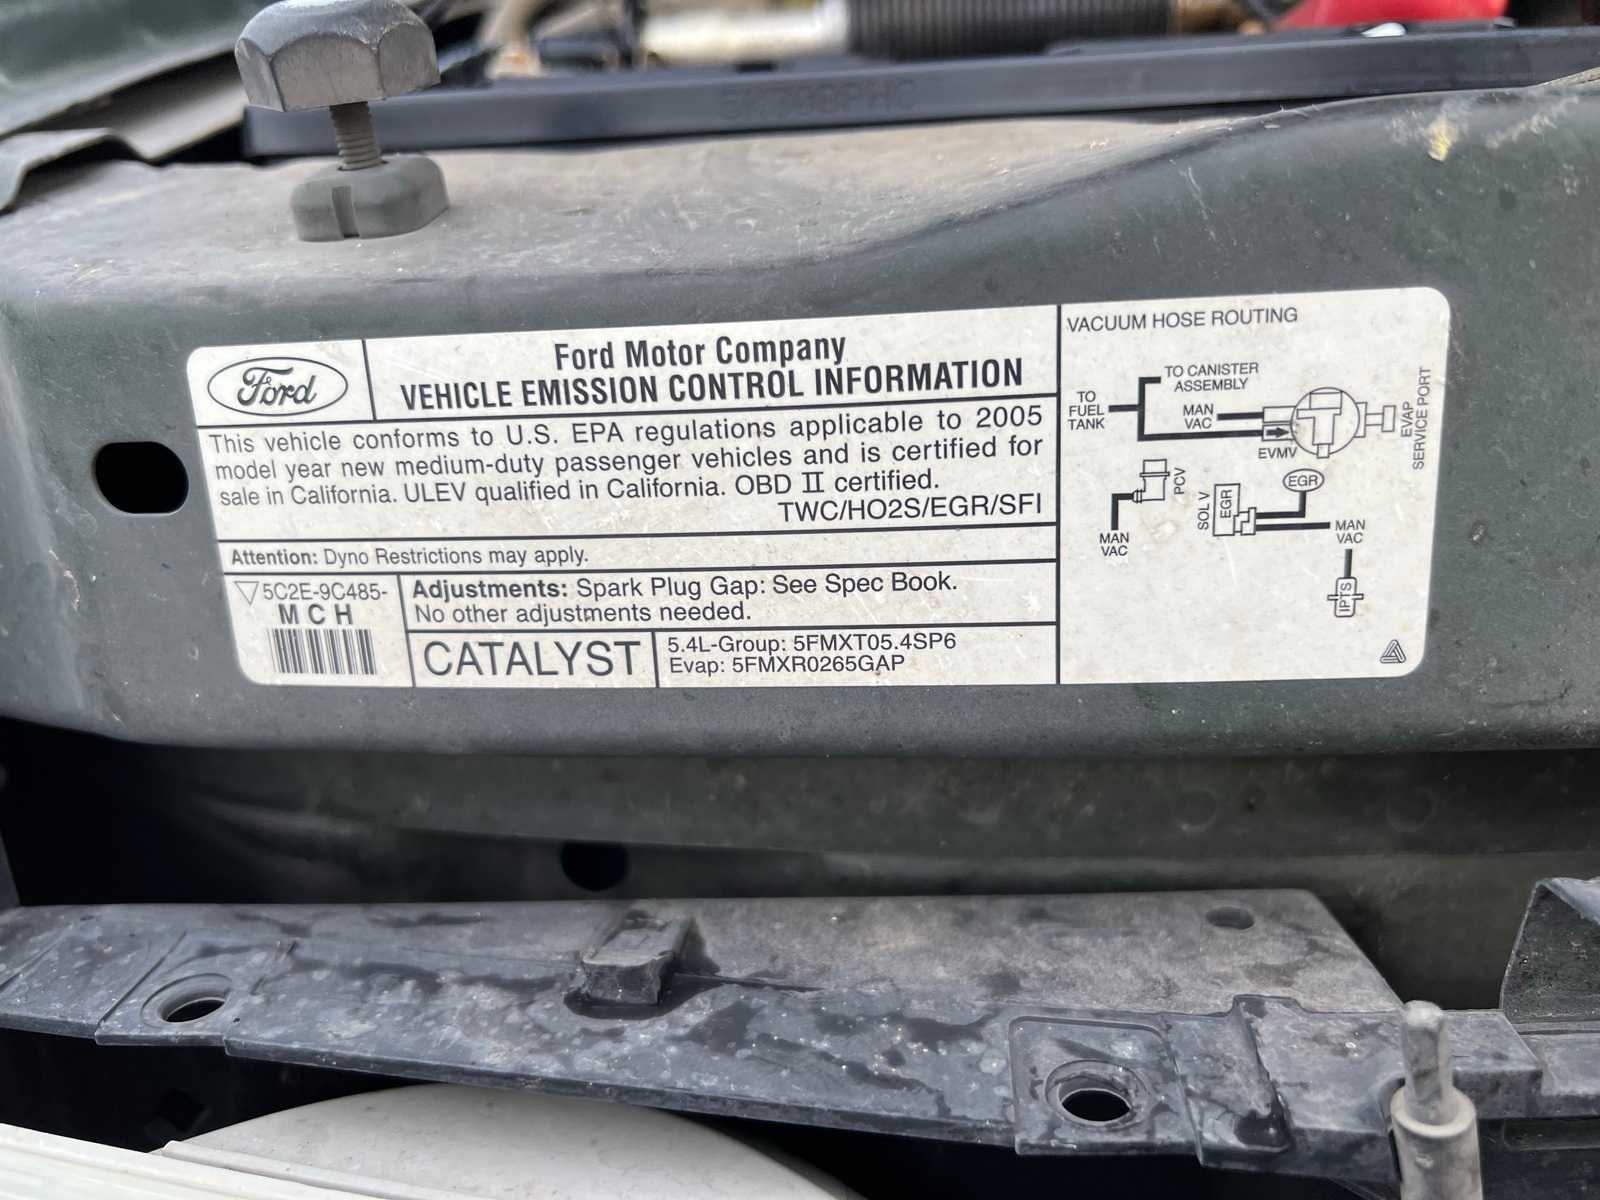 Ford
Ford Motor Company
VEHICLE EMISSION CONTROL INFORMATION
This vehicle conforms to U.S. EPA regulations applicable to 2005
model year new medium-duty passenger vehicles and is certified for
sale in California. ULEV qualified in California. OBD II certified.
TWC/HO2S/EGR/SFI
Attention: Dyno Restrictions may apply.
5C2E-9C485-
MCH
Adjustments: Spark Plug Gap: See Spec Book.
No other adjustments needed.
CATALYST
5.4L-Group: 5FMXT05.4SP6
Evap: 5FMXR0265GAP
VACUUM HOSE ROUTING
TO CANISTER
ASSEMBLY
TO
FUEL
TANK
MAN
VAC
EVMV
EVAP
SERVICE PORT
PCV
MAN
VAC
EGR
SOL V
EGR
MAN
VAC
IPTS